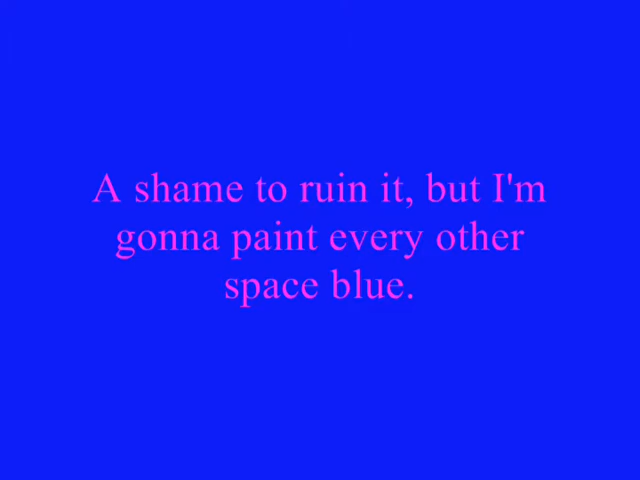 A shame to ruin it, but I'm
gonna paint every other
space blue.